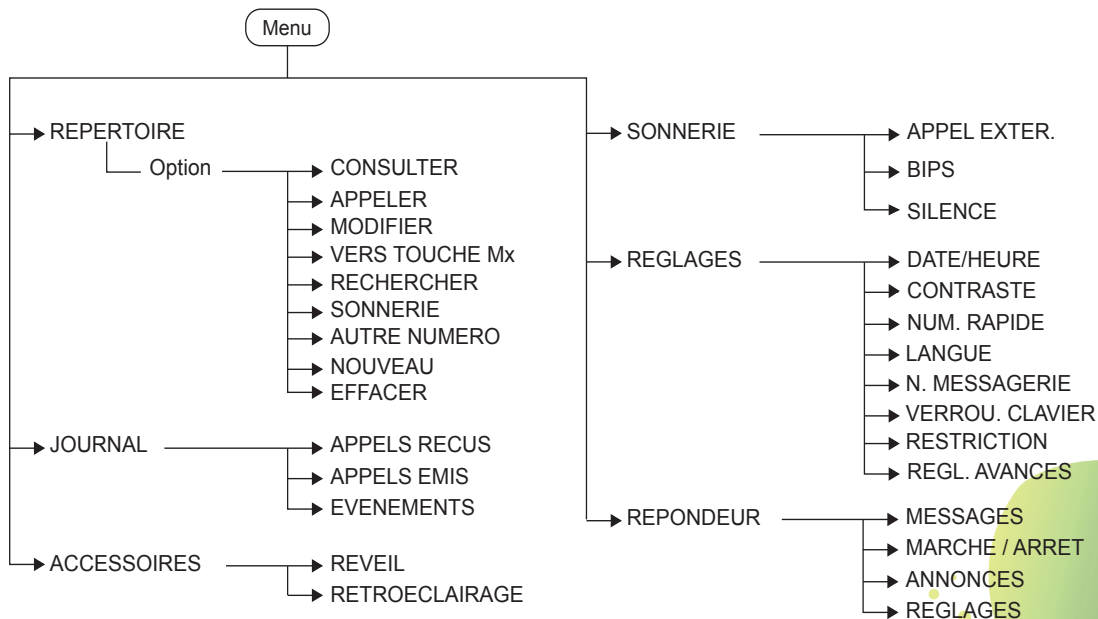 Menu
REPERTOIRE
Option
CONSULTER
APPELER
MODIFIER
VERS TOUCHE Mx
RECHERCHER
SONNERIE
AUTRE NUMERO
NOUVEAU
EFFACER
JOURNAL
APPELS RECUS
APPELS EMIS
EVENEMENTS
ACCESSOIRES
REVEIL
RETROECLAIRAGE
SONNERIE
APPEL EXTER.
BIPS
SILENCE
REGLAGES
DATE/HEURE
CONTRASTE
NUM. RAPIDE
LANGUE
N. MESSAGERIE
VERROU. CLAVIER
RESTRICTION
REGL. AVANCES
REPONDEUR
MESSAGES
MARCHE / ARRET
ANNONCES
REGLAGES